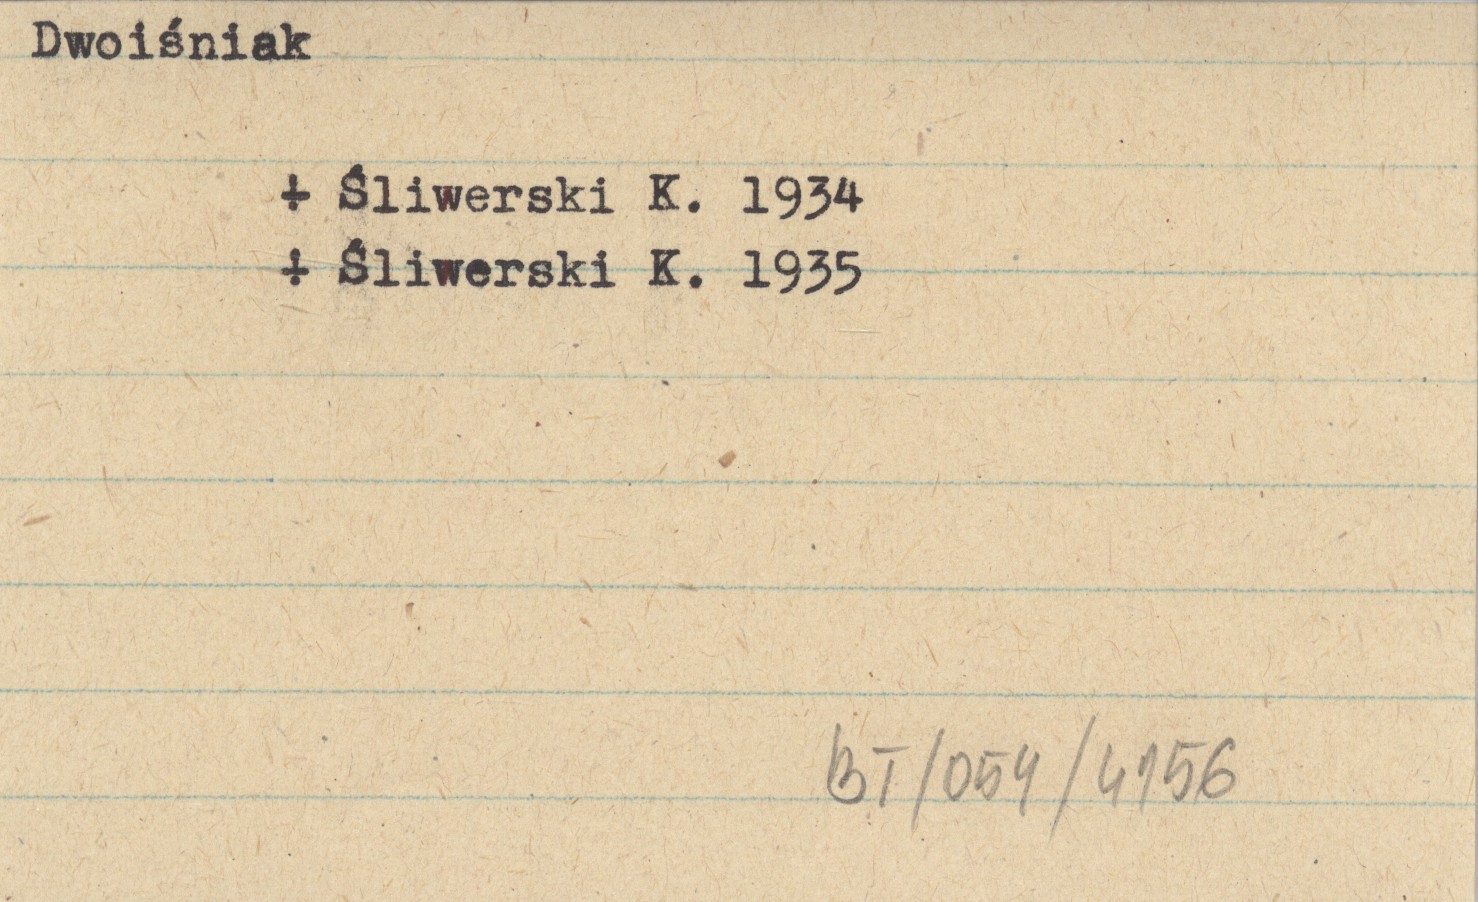 Dwoiśniak
+ Śliwerski K. 1934
+ Śliwerski K. 1935
BT/054/4156